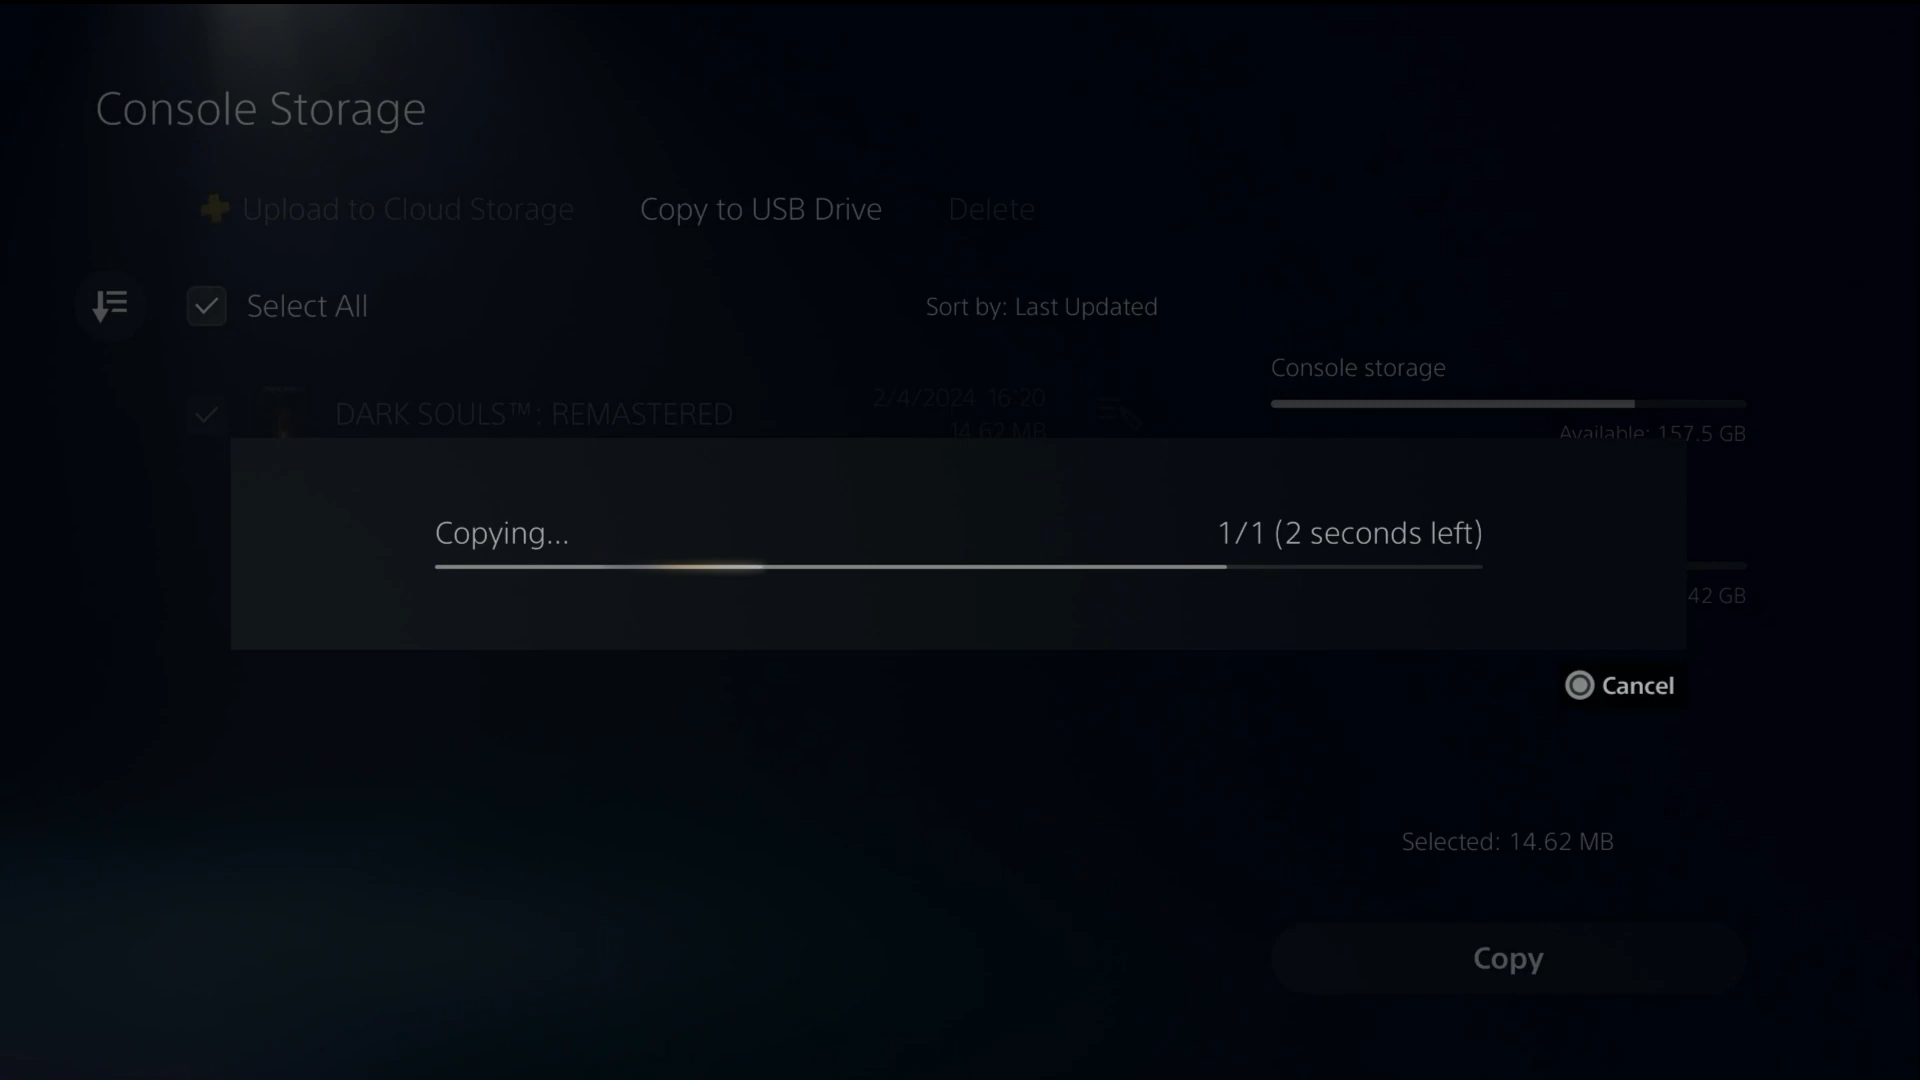 Console Storage
Upload to Cloud Storage Copy to USB Drive Delete
Select All Sort by: Last Updated
Console storage
DARK SOULS™: REMASTERED 2/4/2024 16:20
14.62 MB
Available: 157.5 GB
Copying... 1/1 (2 seconds left)
42 GB
Cancel
Selected: 14.62 MB
Copy